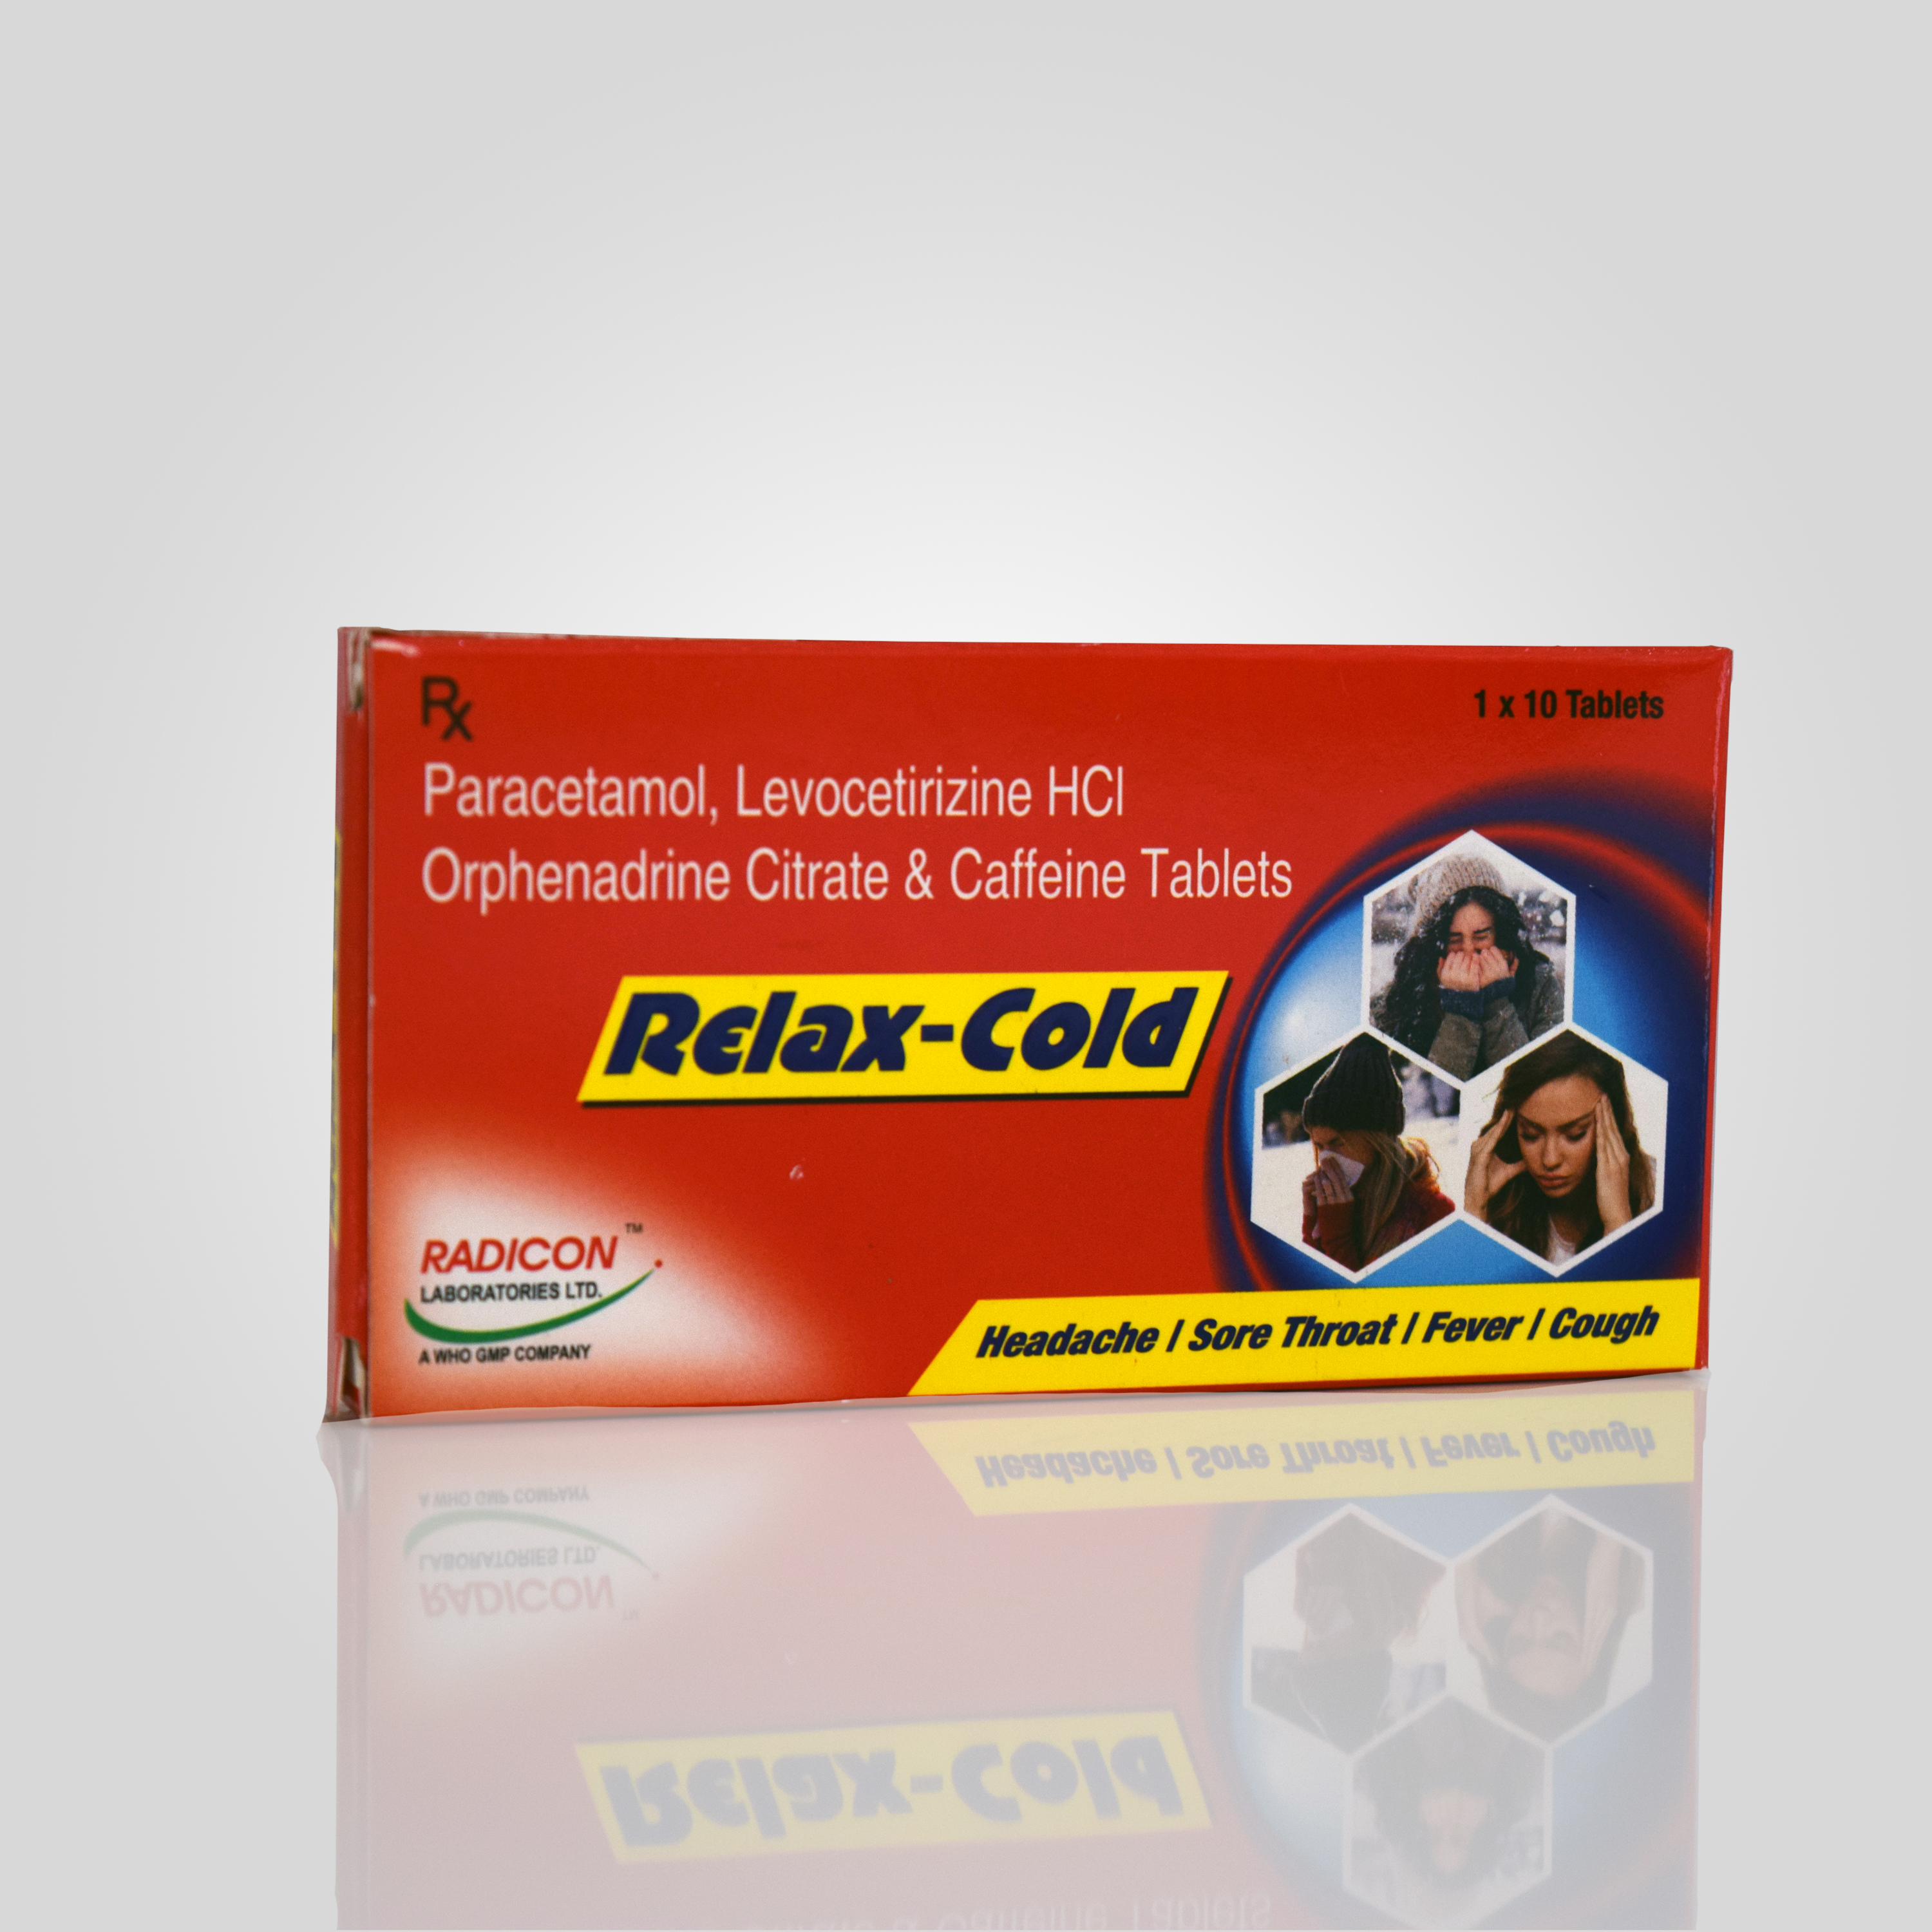 Rx
1 x 10 Tablets
Paracetamol, Levocetirizine HCl
Orphenadrine Citrate & Caffeine Tablets
Relax-Cold
RADICON™
LABORATORIES LTD.
A WHO GMP COMPANY
Headache / Sore Throat / Fever / Cough